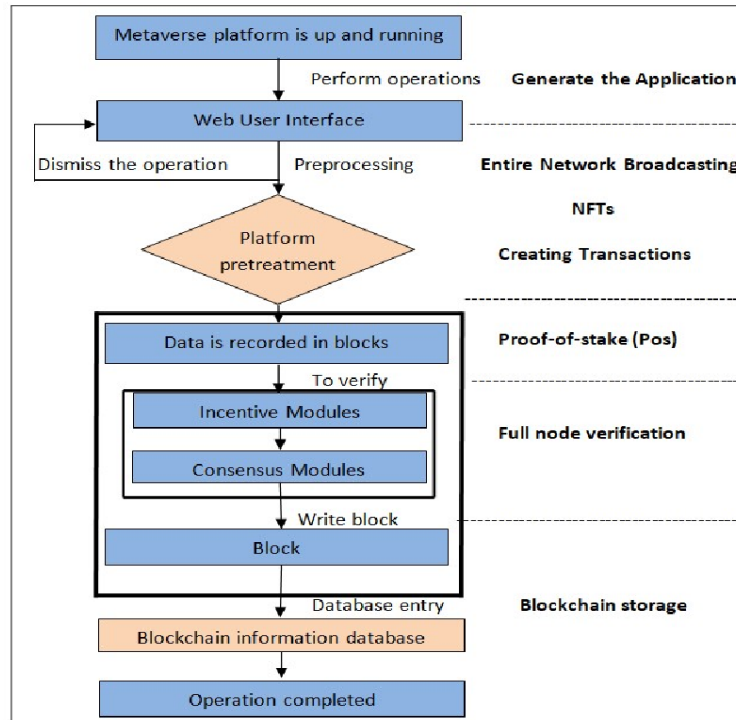 Metaverse platform is up and running
Perform operations
Generate the Application
Web User Interface
Dismiss the operation
Preprocessing
Entire Network Broadcasting
NFTs
Platform
pretreatment
Creating Transactions
Data is recorded in blocks
Proof-of-stake (Pos)
To verify
Incentive Modules
Full node verification
Consensus Modules
Write block
Block
Database entry
Blockchain storage
Blockchain information database
Operation completed